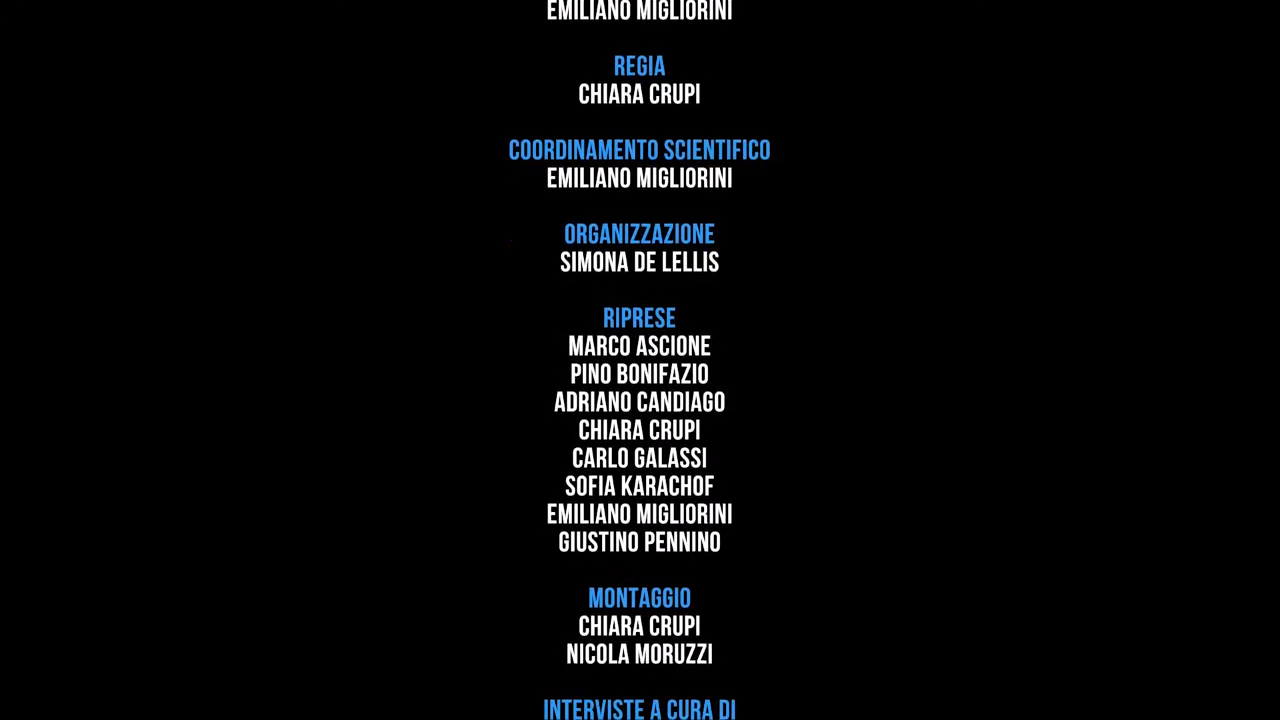 EMILIANO MIGLIORINI
REGIA
CHIARA CRUPI
COORDINAMENTO SCIENTIFICO
EMILIANO MIGLIORINI
ORGANIZZAZIONE
SIMONA DE LELLIS
RIPRESE
MARCO ASCIONE
PINO BONIFAZIO
ADRIANO CANDIAGO
CHIARA CRUPI
CARLO GALASSI
SOFIA KARACHOF
EMILIANO MIGLIORINI
GIUSTINO PENNINO
MONTAGGIO
CHIARA CRUPI
NICOLA MORUZZI
INTERVISTE A CURA DI